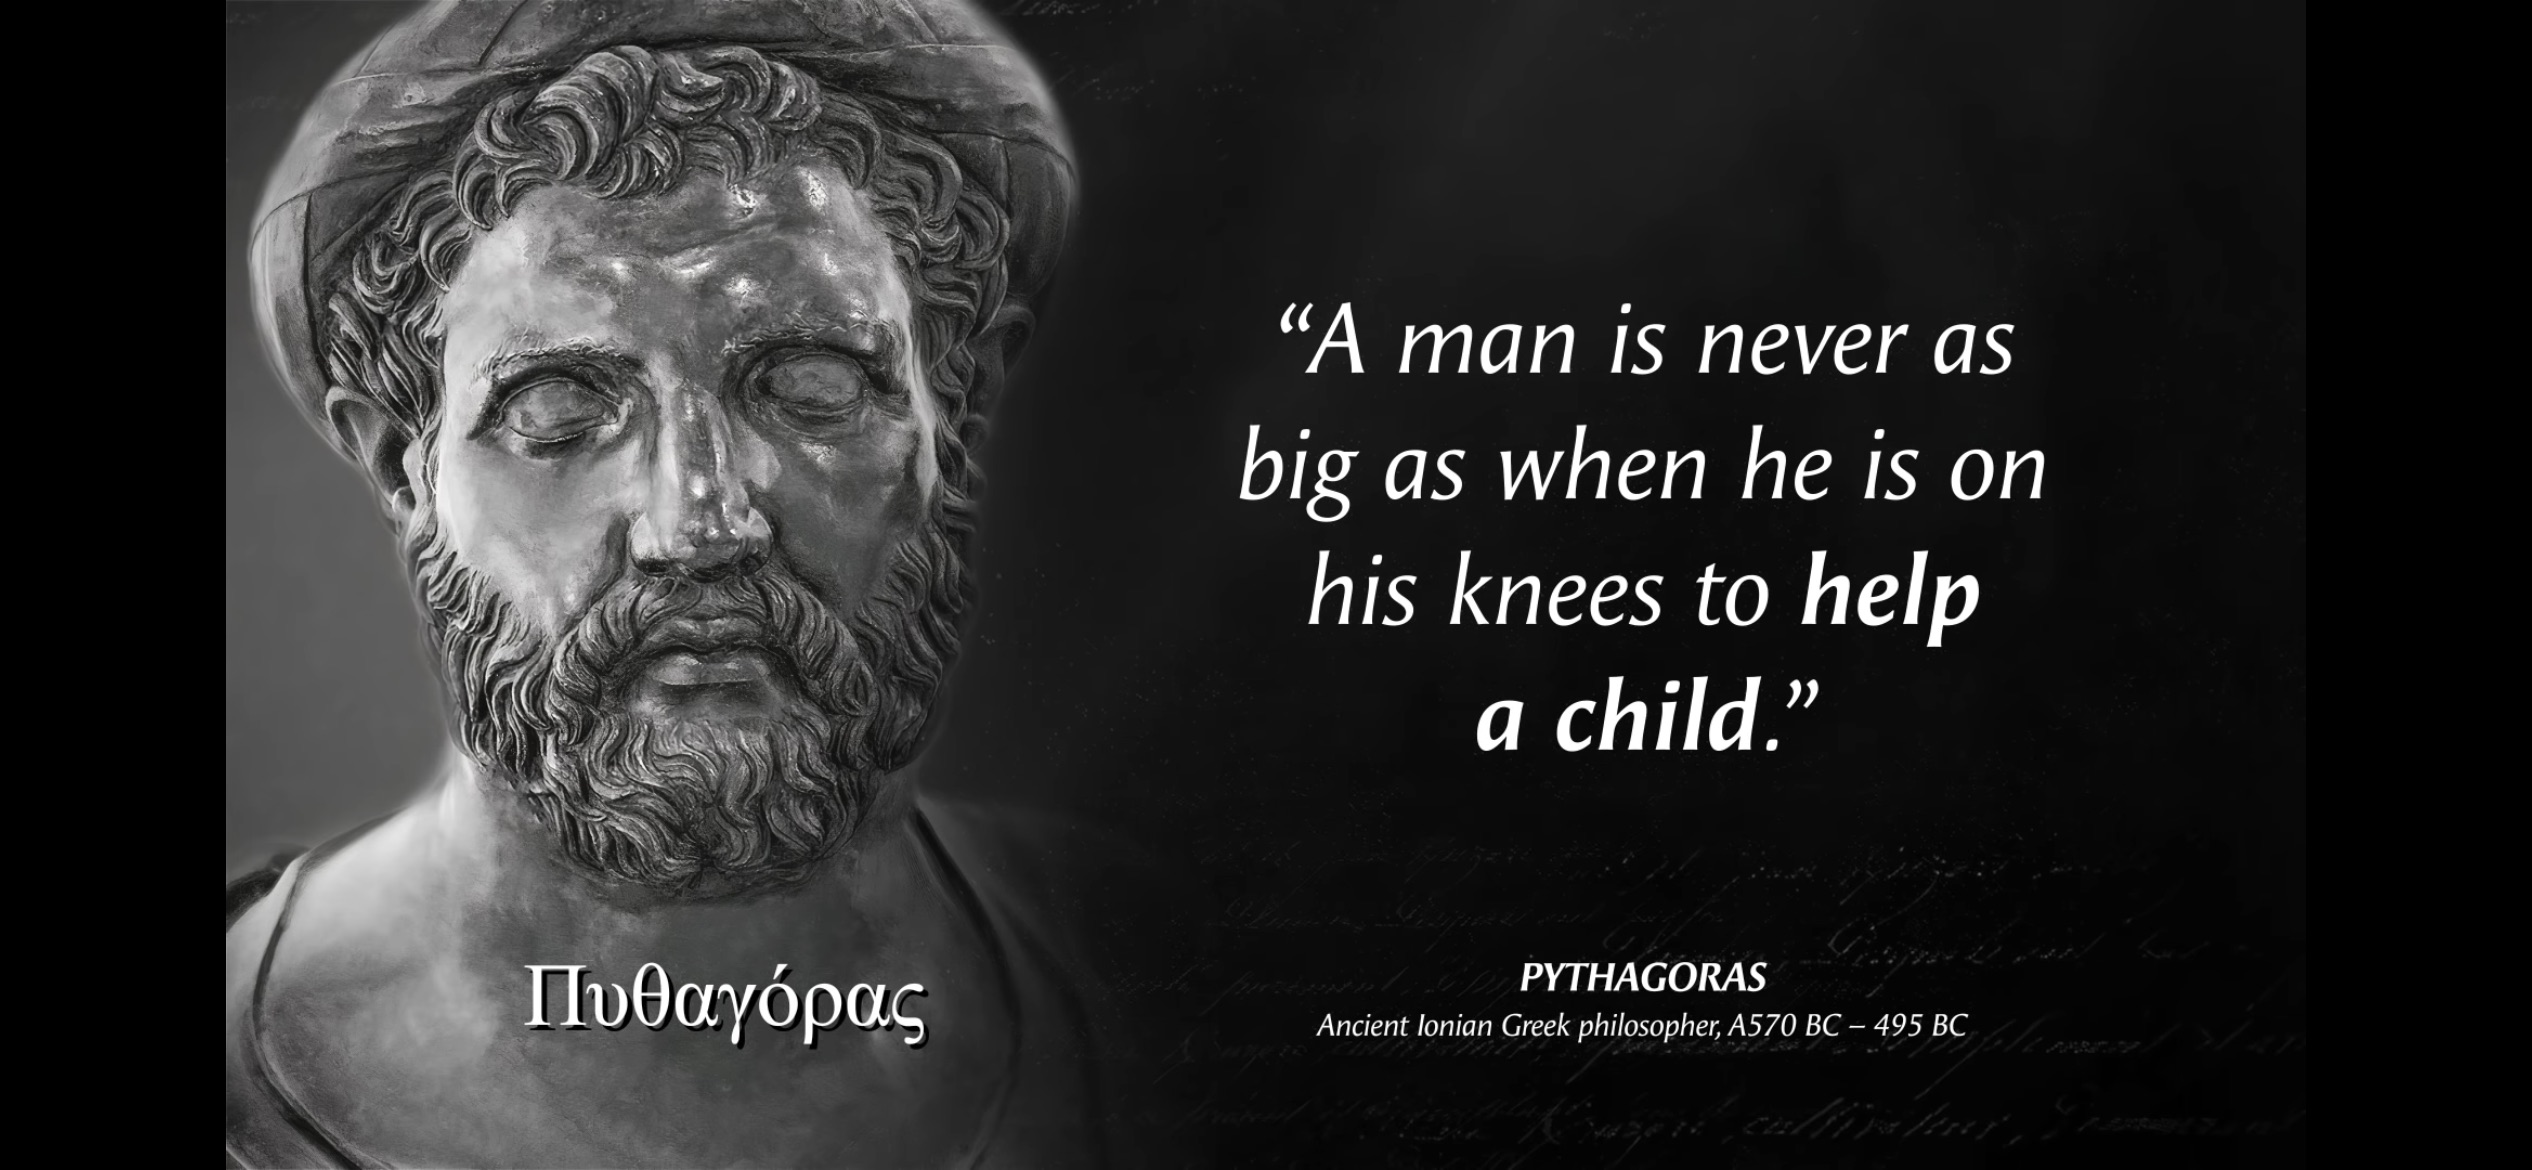 “A man is never as
big as when he is on
his knees to help
a child.”
Πυθαγόρας
PYTHAGORAS
Ancient Ionian Greek philosopher, A570 BC – 495 BC